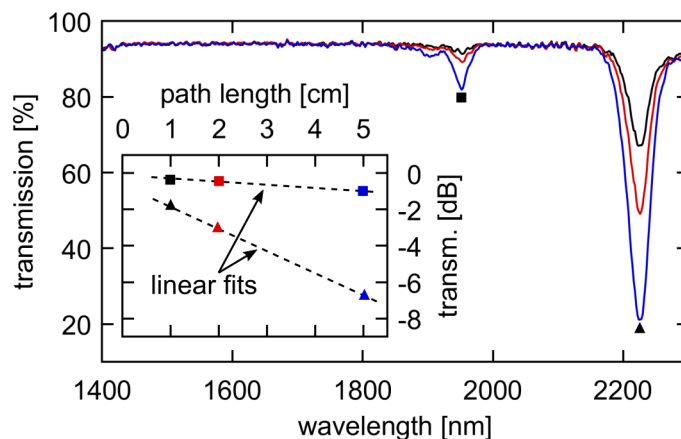 100
80
60
40
20
transmission [%]
path length [cm]
0 1 2 3 4 5
0
-2
-4
-6
-8
transm. [dB]
linear fits
1400 1600 1800 2000 2200
wavelength [nm]